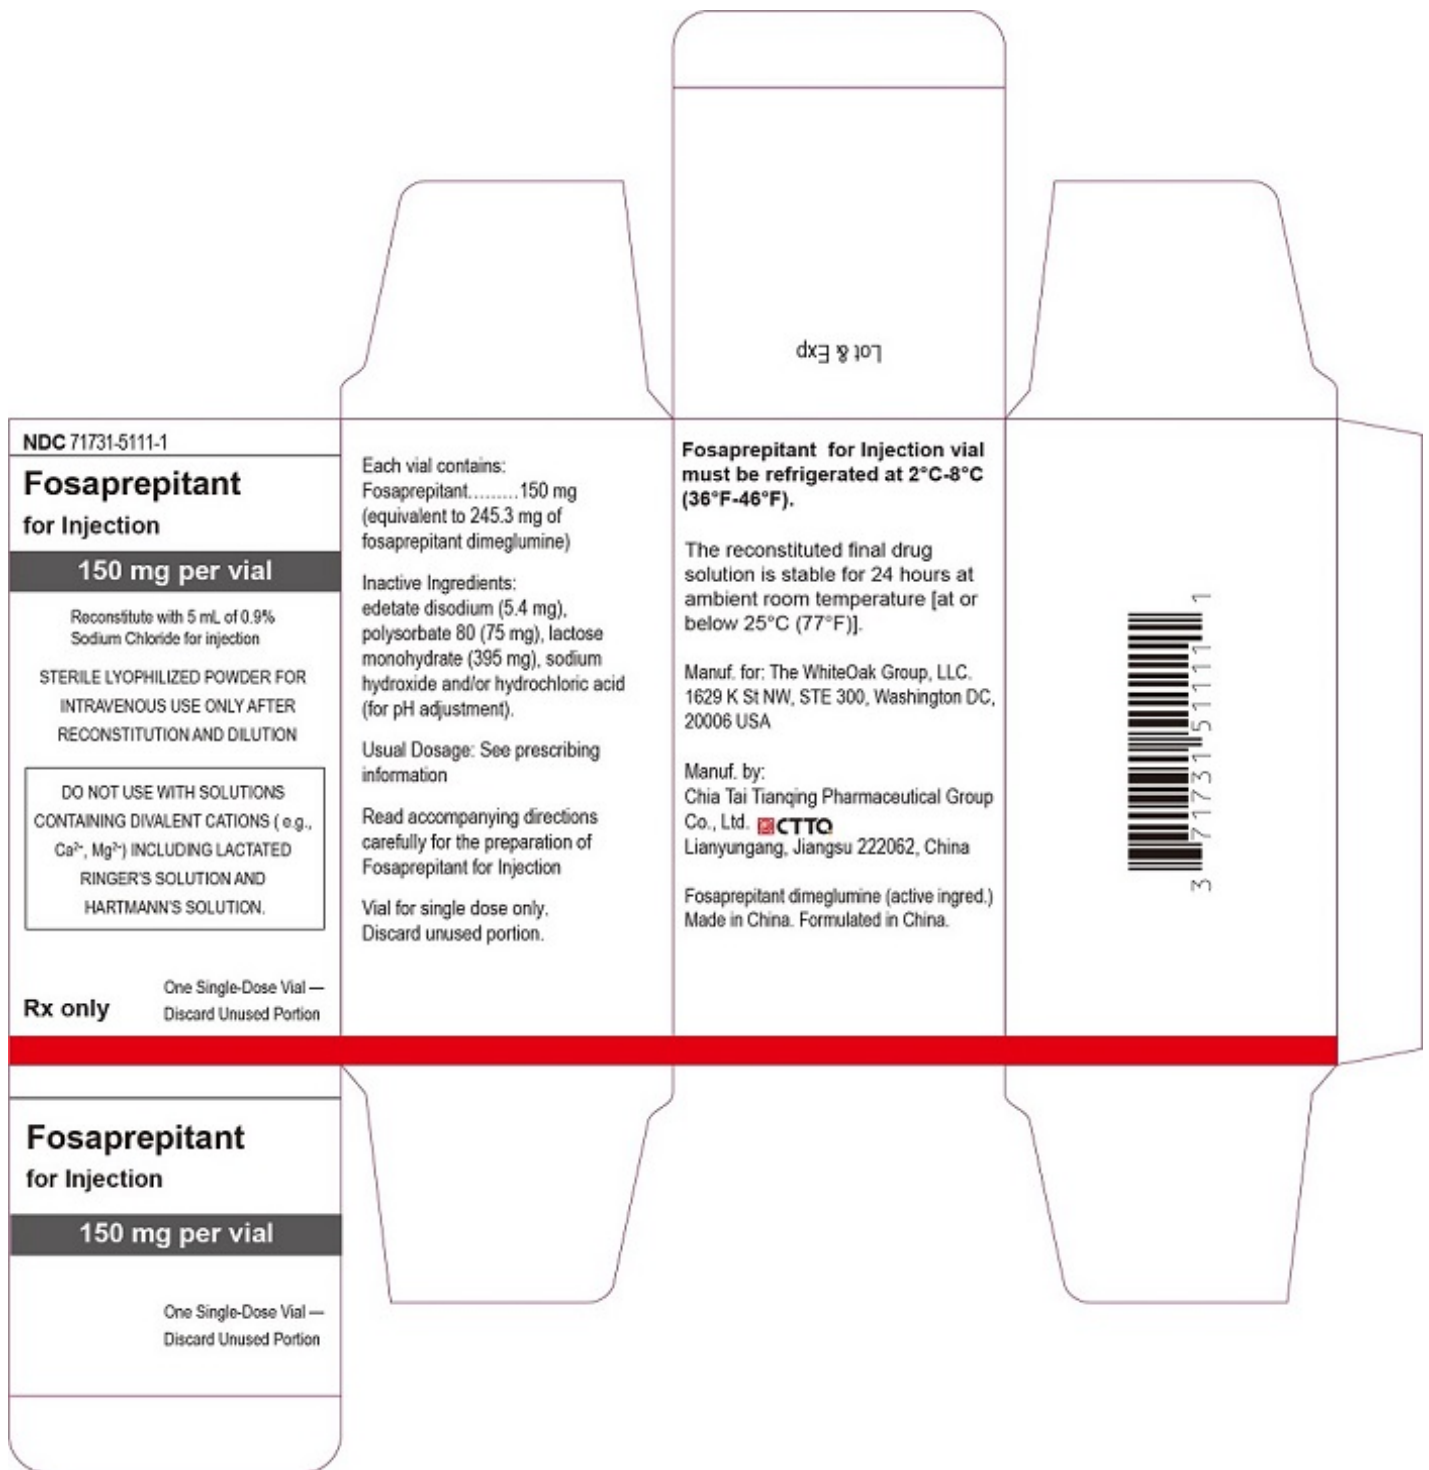 Lot & Exp
NDC 71731-5111-1
Fosaprepitant
for Injection
150 mg per vial
Reconstitute with 5 mL of 0.9%
Sodium Chloride for injection
STERILE LYOPHILIZED POWDER FOR
INTRAVENOUS USE ONLY AFTER
RECONSTITUTION AND DILUTION
DO NOT USE WITH SOLUTIONS
CONTAINING DIVALENT CATIONS ( e.g.,
Ca²⁺, Mg²⁺) INCLUDING LACTATED
RINGER'S SOLUTION AND
HARTMANN'S SOLUTION.
Rx only
One Single-Dose Vial —
Discard Unused Portion
Each vial contains:
Fosaprepitant.........150 mg
(equivalent to 245.3 mg of
fosaprepitant dimeglumine)
Inactive Ingredients:
edetate disodium (5.4 mg),
polysorbate 80 (75 mg), lactose
monohydrate (395 mg), sodium
hydroxide and/or hydrochloric acid
(for pH adjustment).
Usual Dosage: See prescribing
information
Read accompanying directions
carefully for the preparation of
Fosaprepitant for Injection
Vial for single dose only.
Discard unused portion.
Fosaprepitant for Injection vial
must be refrigerated at 2°C-8°C
(36°F-46°F).
The reconstituted final drug
solution is stable for 24 hours at
ambient room temperature [at or
below 25°C (77°F)].
Manuf. for: The WhiteOak Group, LLC.
1629 K St NW, STE 300, Washington DC,
20006 USA
Manuf. by:
Chia Tai Tianqing Pharmaceutical Group
Co., Ltd. CTTQ
Lianyungang, Jiangsu 222062, China
Fosaprepitant dimeglumine (active ingred.)
Made in China. Formulated in China.
3 71731 51111 1
Fosaprepitant
for Injection
150 mg per vial
One Single-Dose Vial —
Discard Unused Portion